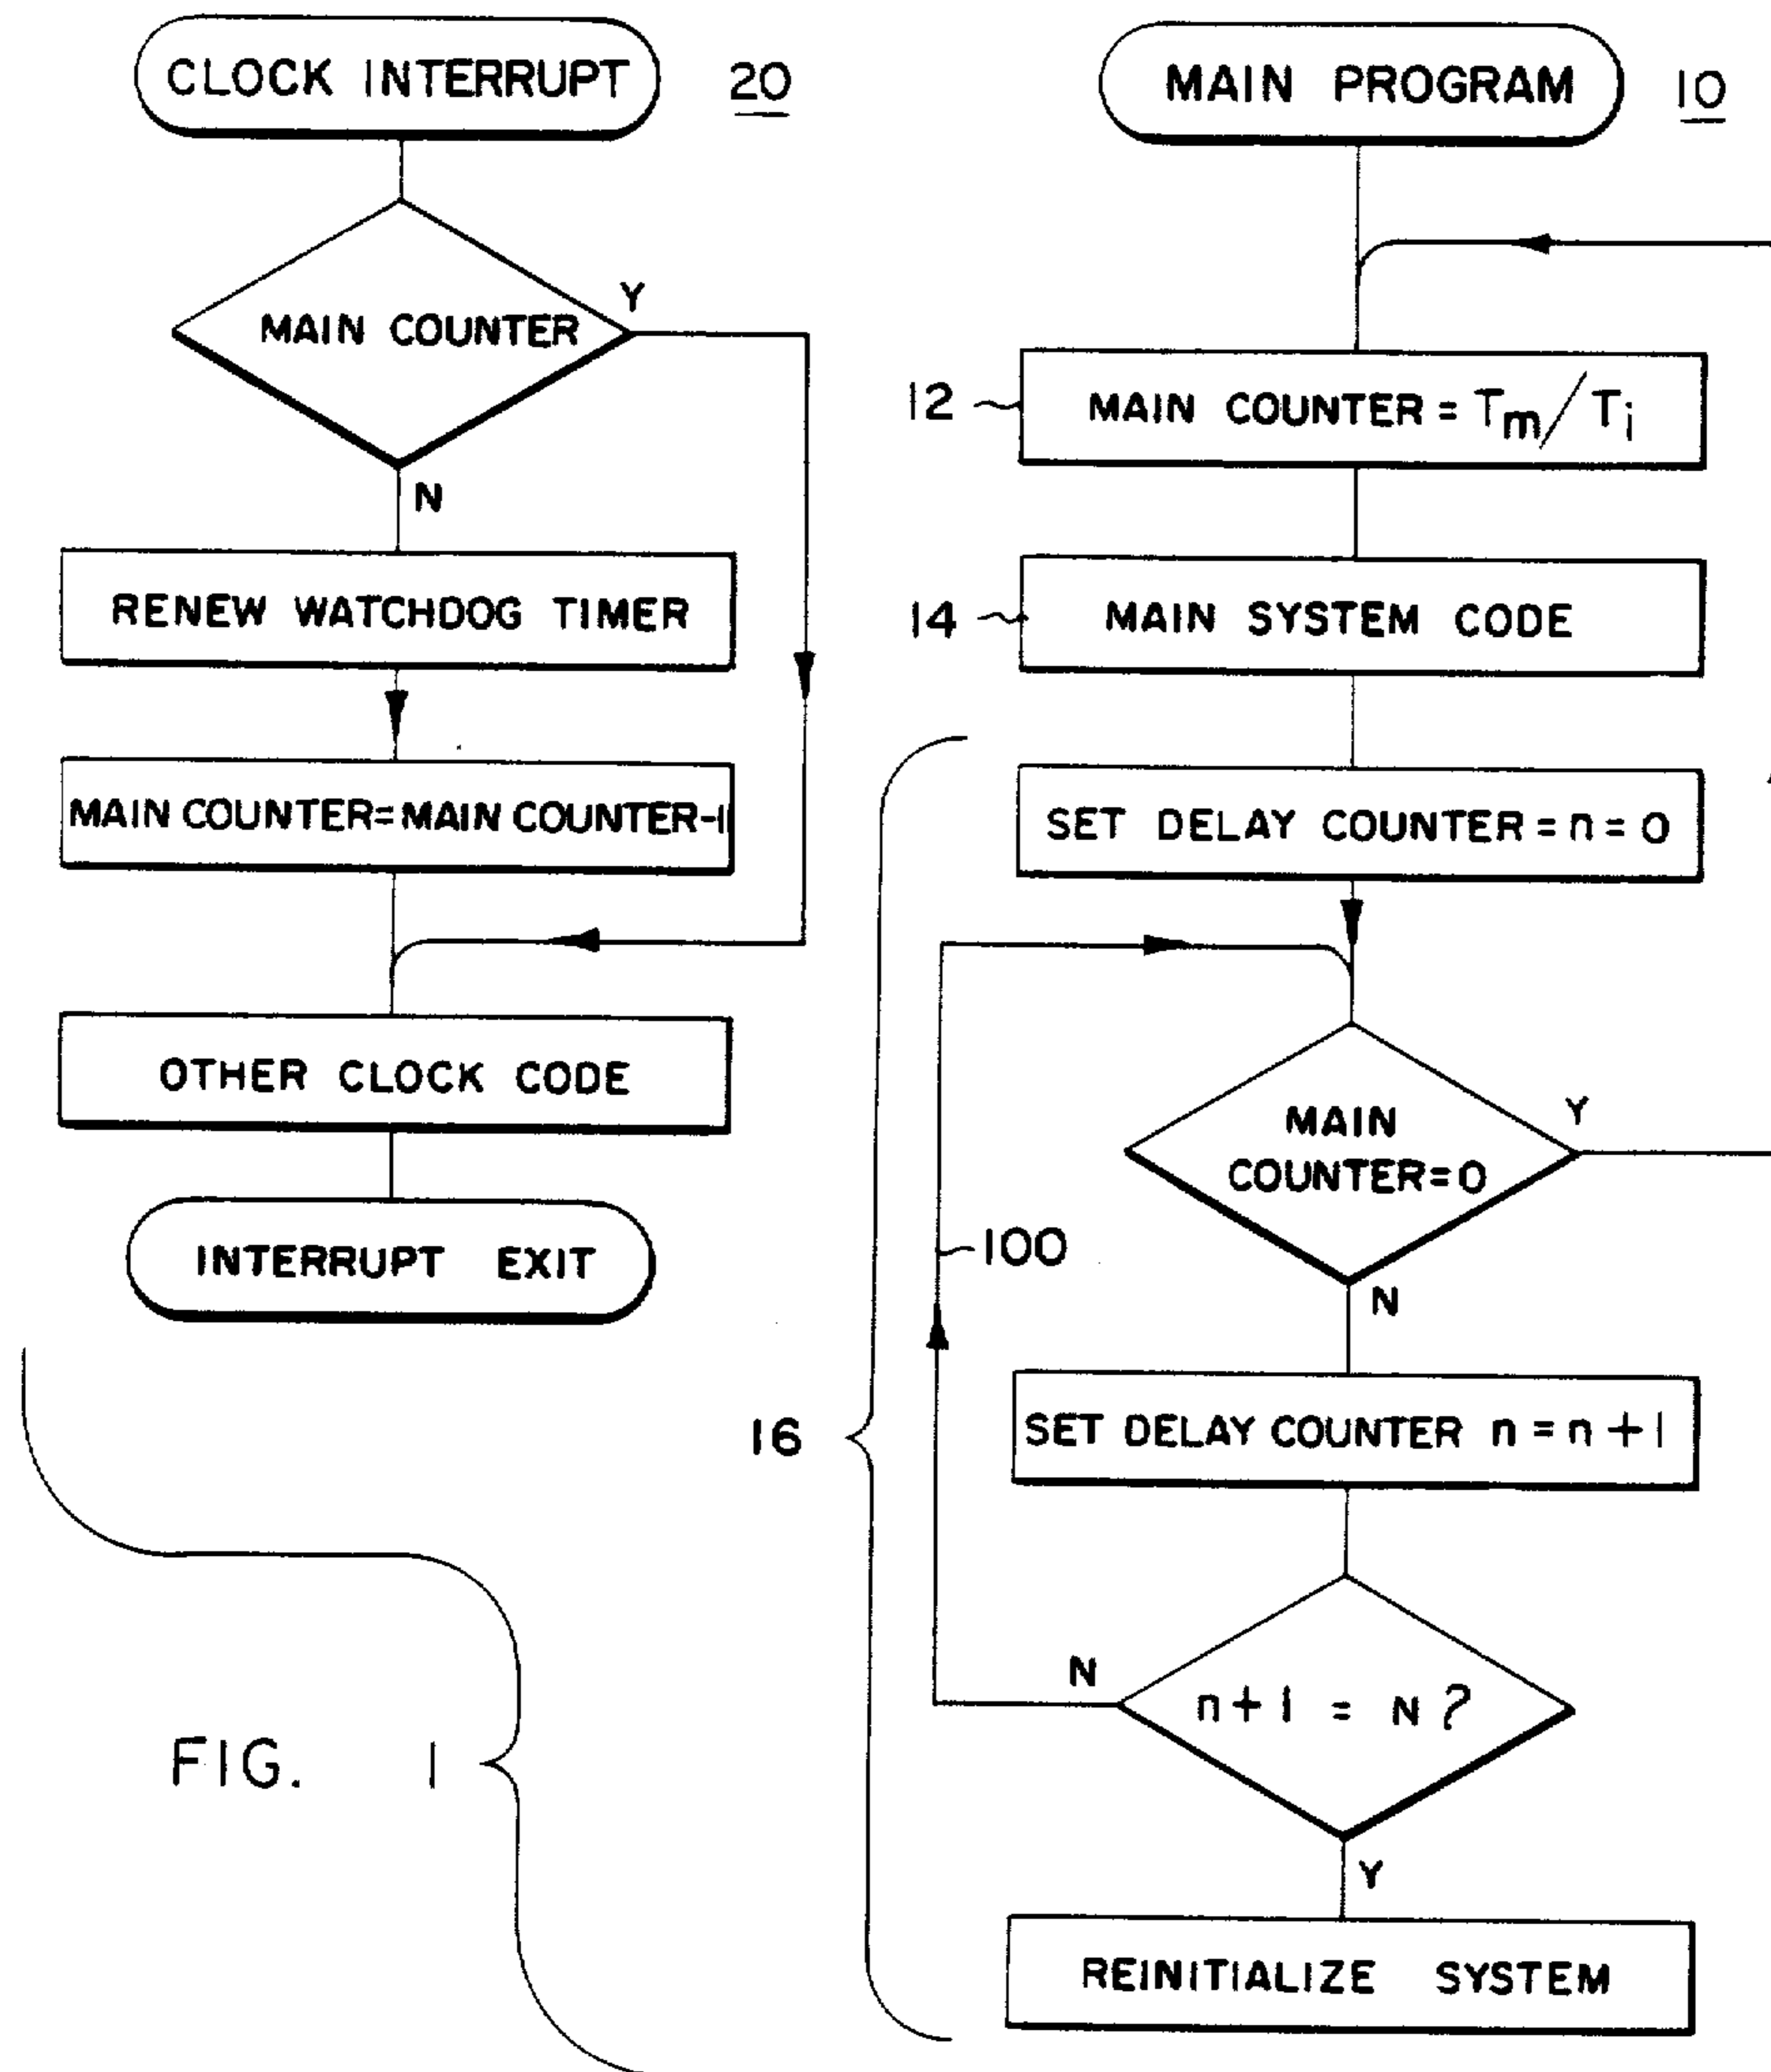 CLOCK INTERRUPT
20
MAIN COUNTER
Y
N
RENEW WATCHDOG TIMER
MAIN COUNTER=MAIN COUNTER-1
OTHER CLOCK CODE
INTERRUPT EXIT
MAIN PROGRAM
10
12
MAIN COUNTER = Tm/Ti
14
MAIN SYSTEM CODE
SET DELAY COUNTER = n = 0
MAIN
COUNTER=0
Y
N
100
16
SET DELAY COUNTER n = n + 1
N
n + 1 = N ?
Y
REINITIALIZE SYSTEM
FIG. 1